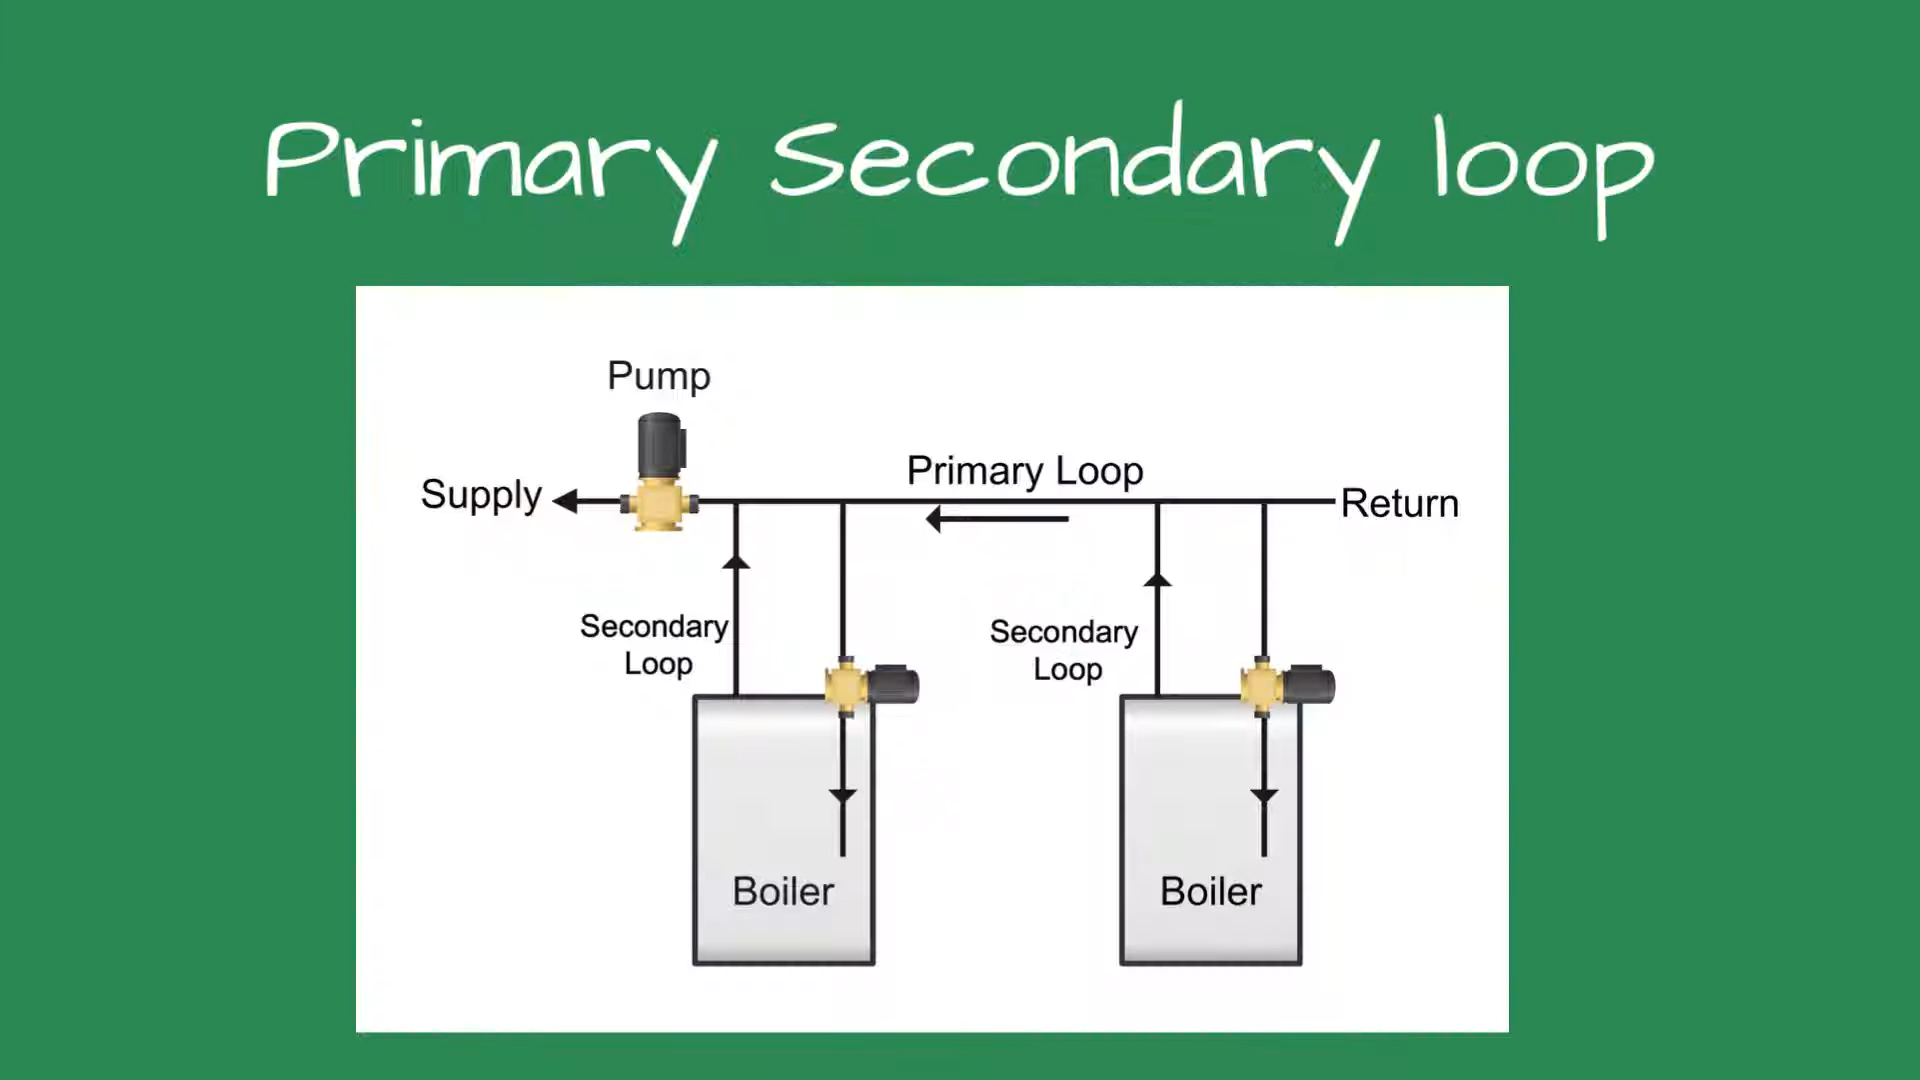 Primary Secondary loop
Pump
Primary Loop
Supply
Return
Secondary
Loop
Secondary
Loop
Boiler
Boiler